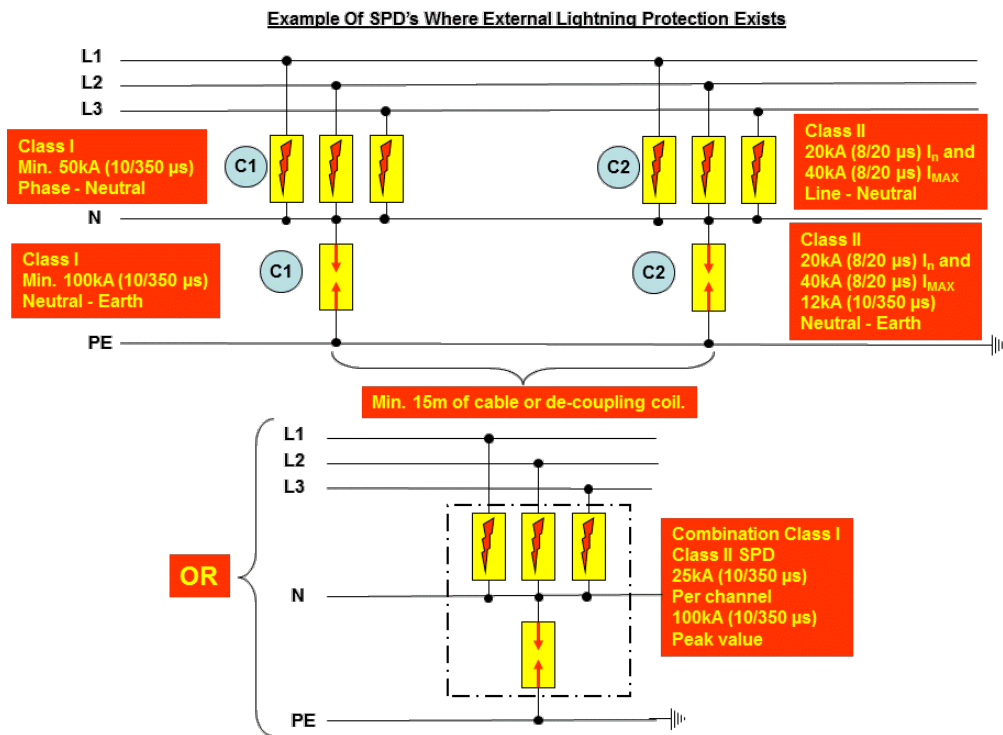 Example Of SPD's Where External Lightning Protection Exists
L1
L2
L3
Class I
Min. 50kA (10/350 µs)
Phase - Neutral
C1
C2
Class II
20kA (8/20 µs) In and
40kA (8/20 µs) IMAX
Line - Neutral
N
Class I
Min. 100kA (10/350 µs)
Neutral - Earth
C1
C2
Class II
20kA (8/20 µs) In and
40kA (8/20 µs) IMAX
12kA (10/350 µs)
Neutral - Earth
PE
Min. 15m of cable or de-coupling coil.
L1
L2
L3
OR
N
Combination Class I
Class II SPD
25kA (10/350 µs)
Per channel
100kA (10/350 µs)
Peak value
PE